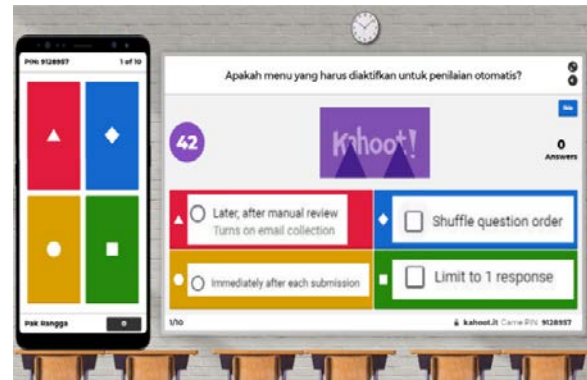 PIN: 9128957 1 of 10
Pak Rangga 0
Apakah menu yang harus diaktifkan untuk penilaian otomatis?
42
Kahoot!
Skip
0
Answers
Later, after manual review
Turns on email collection
Shuffle question order
Immediately after each submission
Limit to 1 response
1/10
kahoot.it Game PIN: 9128957